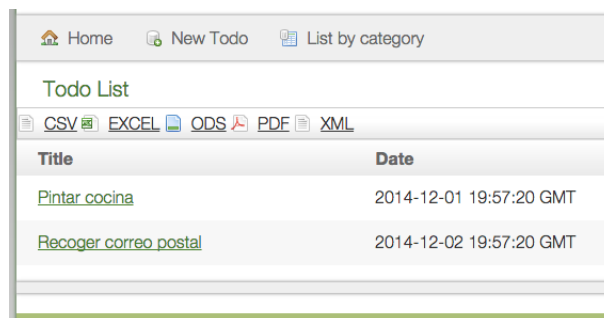 Home New Todo List by category
Todo List
CSV EXCEL ODS PDF XML
Title Date
Pintar cocina 2014-12-01 19:57:20 GMT
Recoger correo postal 2014-12-02 19:57:20 GMT